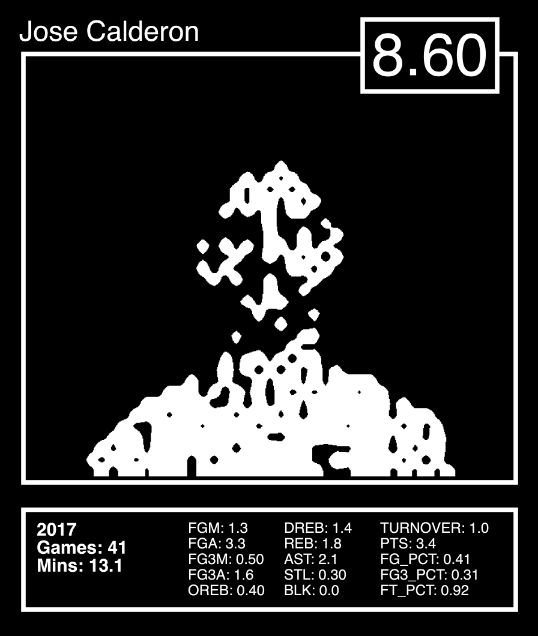 Jose Calderon
8.60
2017
Games: 41
Mins: 13.1
FGM: 1.3
FGA: 3.3
FG3M: 0.50
FG3A: 1.6
OREB: 0.40
DREB: 1.4
REB: 1.8
AST: 2.1
STL: 0.30
BLK: 0.0
TURNOVER: 1.0
PTS: 3.4
FG_PCT: 0.41
FG3_PCT: 0.31
FT_PCT: 0.92